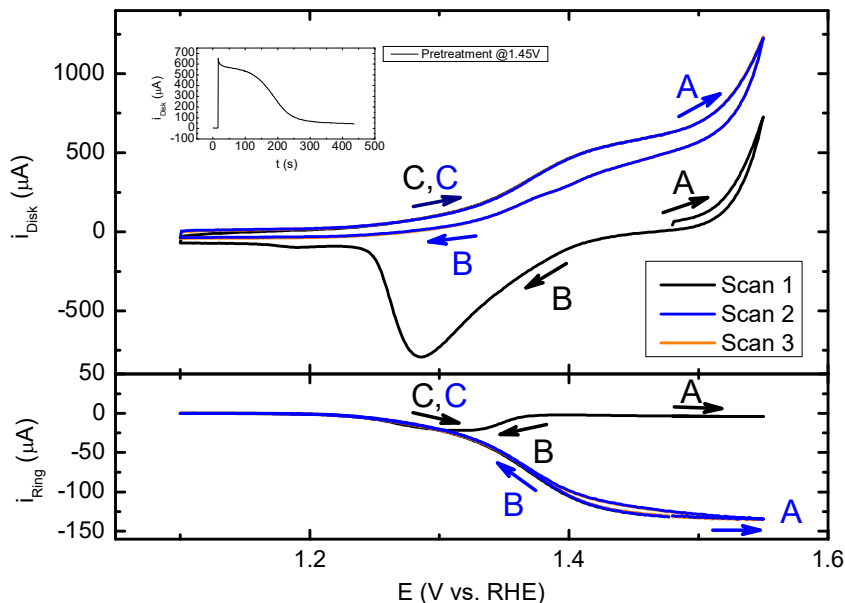 1000
500
0
-500
i_Disk (μA)
700
600
500
400
300
200
100
0
-100
i_Disk (μA)
0 100 200 300 400 500
t (s)
Pretreatment @1.45V
A
C,C
A
B
B
Scan 1
Scan 2
Scan 3
50
0
-50
-100
-150
i_Ring (μA)
C,C
A
B
B
A
1.2 1.4 1.6
E (V vs. RHE)